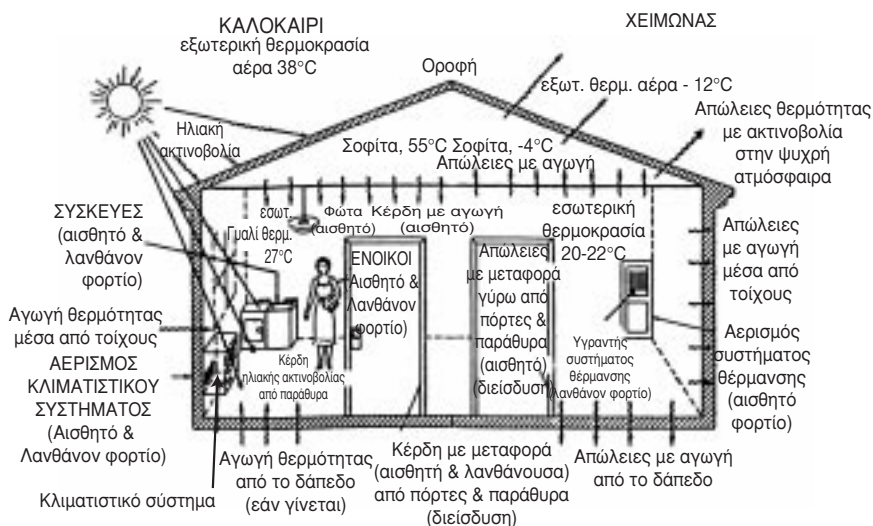 ΚΑΛΟΚΑΙΡΙ
εξωτερική θερμοκρασία
αέρα 38°C
ΧΕΙΜΩΝΑΣ
Οροφή
εξωτ. θερμ. αέρα - 12°C
Ηλιακή
ακτινοβολία
Απώλειες θερμότητας
με ακτινοβολία
στην ψυχρή
ατμόσφαιρα
Σοφίτα, 55°C Σοφίτα, -4°C
Απώλειες με αγωγή
ΣΥΣΚΕΥΕΣ
(αισθητό &
λανθάνον
φορτίο)
εσωτ.
Γυαλί θερμ.
27°C
Φώτα
(αισθητό)
Κέρδη με αγωγή
(αισθητό)
εσωτερική
θερμοκρασία
20-22°C
Απώλειες
με αγωγή
μέσα από
τοίχους
ΕΝΟΙΚΟΙ
Αισθητό &
Λανθάνον
φορτίο)
Απώλειες
με μεταφορά
γύρω από
πόρτες &
παράθυρα
(αισθητό)
(διείσδυση)
Αγωγή θερμότητας
μέσα από τοίχους
Κέρδη
ηλιακής ακτινοβολίας
από παράθυρα
Υγραντής
συστήματος
θέρμανσης
(λανθάνον φορτίο)
Αερισμός
συστήματος
θέρμανσης
(αισθητό
φορτίο)
ΑΕΡΙΣΜΟΣ
ΚΛΙΜΑΤΙΣΤΙΚΟΥ
ΣΥΣΤΗΜΑΤΟΣ
(Αισθητό &
Λανθάνον φορτίο)
Κλιματιστικό σύστημα
Αγωγή θερμότητας
από το δάπεδο
(εάν γίνεται)
Κέρδη με μεταφορά
(αισθητή & λανθάνουσα)
από πόρτες & παράθυρα
(διείσδυση)
Απώλειες με αγωγή
από το δάπεδο